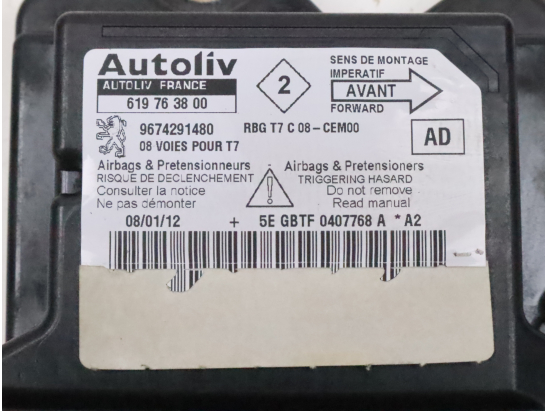 Autoliv
AUTOLIV FRANCE
619 76 38 00
2
SENS DE MONTAGE
IMPERATIF
AVANT
FORWARD
9674291480
RBG T7 C 08-CEM00
08 VOIES POUR T7
AD
Airbags & Pretensionneurs
RISQUE DE DECLENCHEMENT
Consulter la notice
Ne pas démonter
Airbags & Pretensioners
TRIGGERING HASARD
Do not remove
Read manual
08/01/12 + 5E GBTF 0407768 A * A2